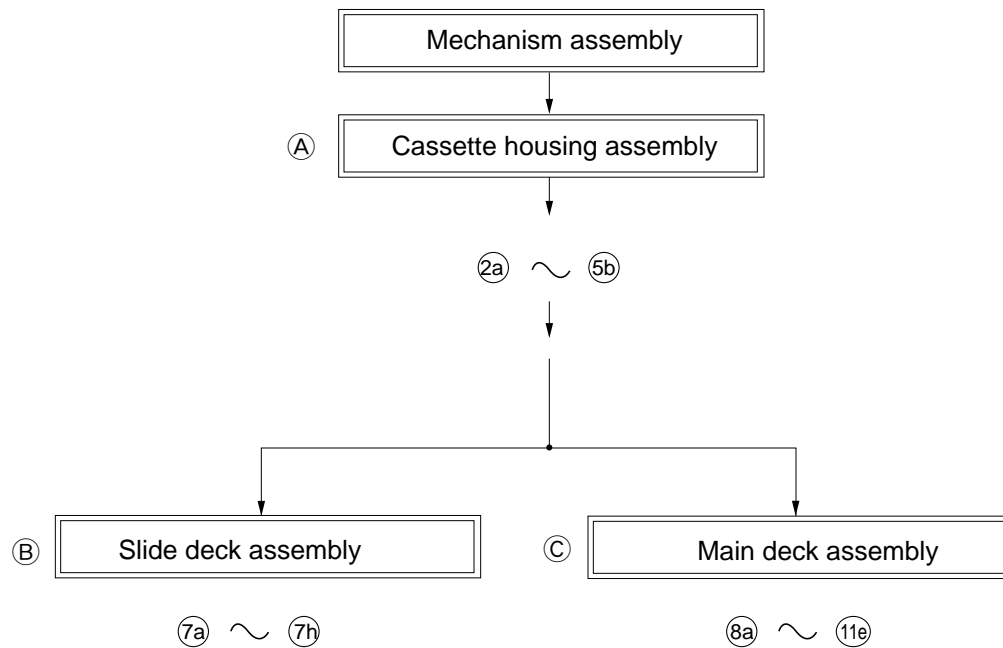 Mechanism assembly
Ⓐ Cassette housing assembly
2a ~ 5b
Ⓑ Slide deck assembly
Ⓒ Main deck assembly
7a ~ 7h
8a ~ 11e